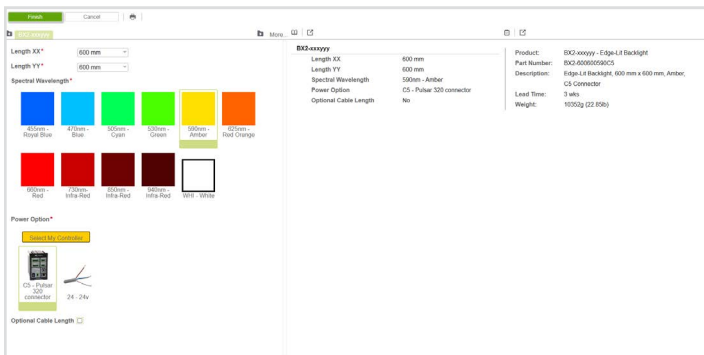 Finish
Cancel
BX2-xxxyyy
More...
Length XX*
600 mm
Length YY*
600 mm
Spectral Wavelength*
455nm -
Royal Blue
470nm -
Blue
505nm -
Cyan
530nm -
Green
590nm -
Amber
625nm -
Red Orange
660nm -
Red
730nm-
Infra-Red
850nm -
Infra-Red
940nm -
Infra-Red
WHI - White
Power Option*
Select My Controller
C5 - Pulsar
320
connector
24 - 24v
Optional Cable Length
BX2-xxxyyy
Length XX 600 mm
Length YY 600 mm
Spectral Wavelength 590nm - Amber
Power Option C5 - Pulsar 320 connector
Optional Cable Length No
Product: BX2-xxxyyy - Edge-Lit Backlight
Part Number: BX2-600600590C5
Description: Edge-Lit Backlight, 600 mm x 600 mm, Amber,
C5 Connector
Lead Time: 3 wks
Weight: 10352g (22.85lb)